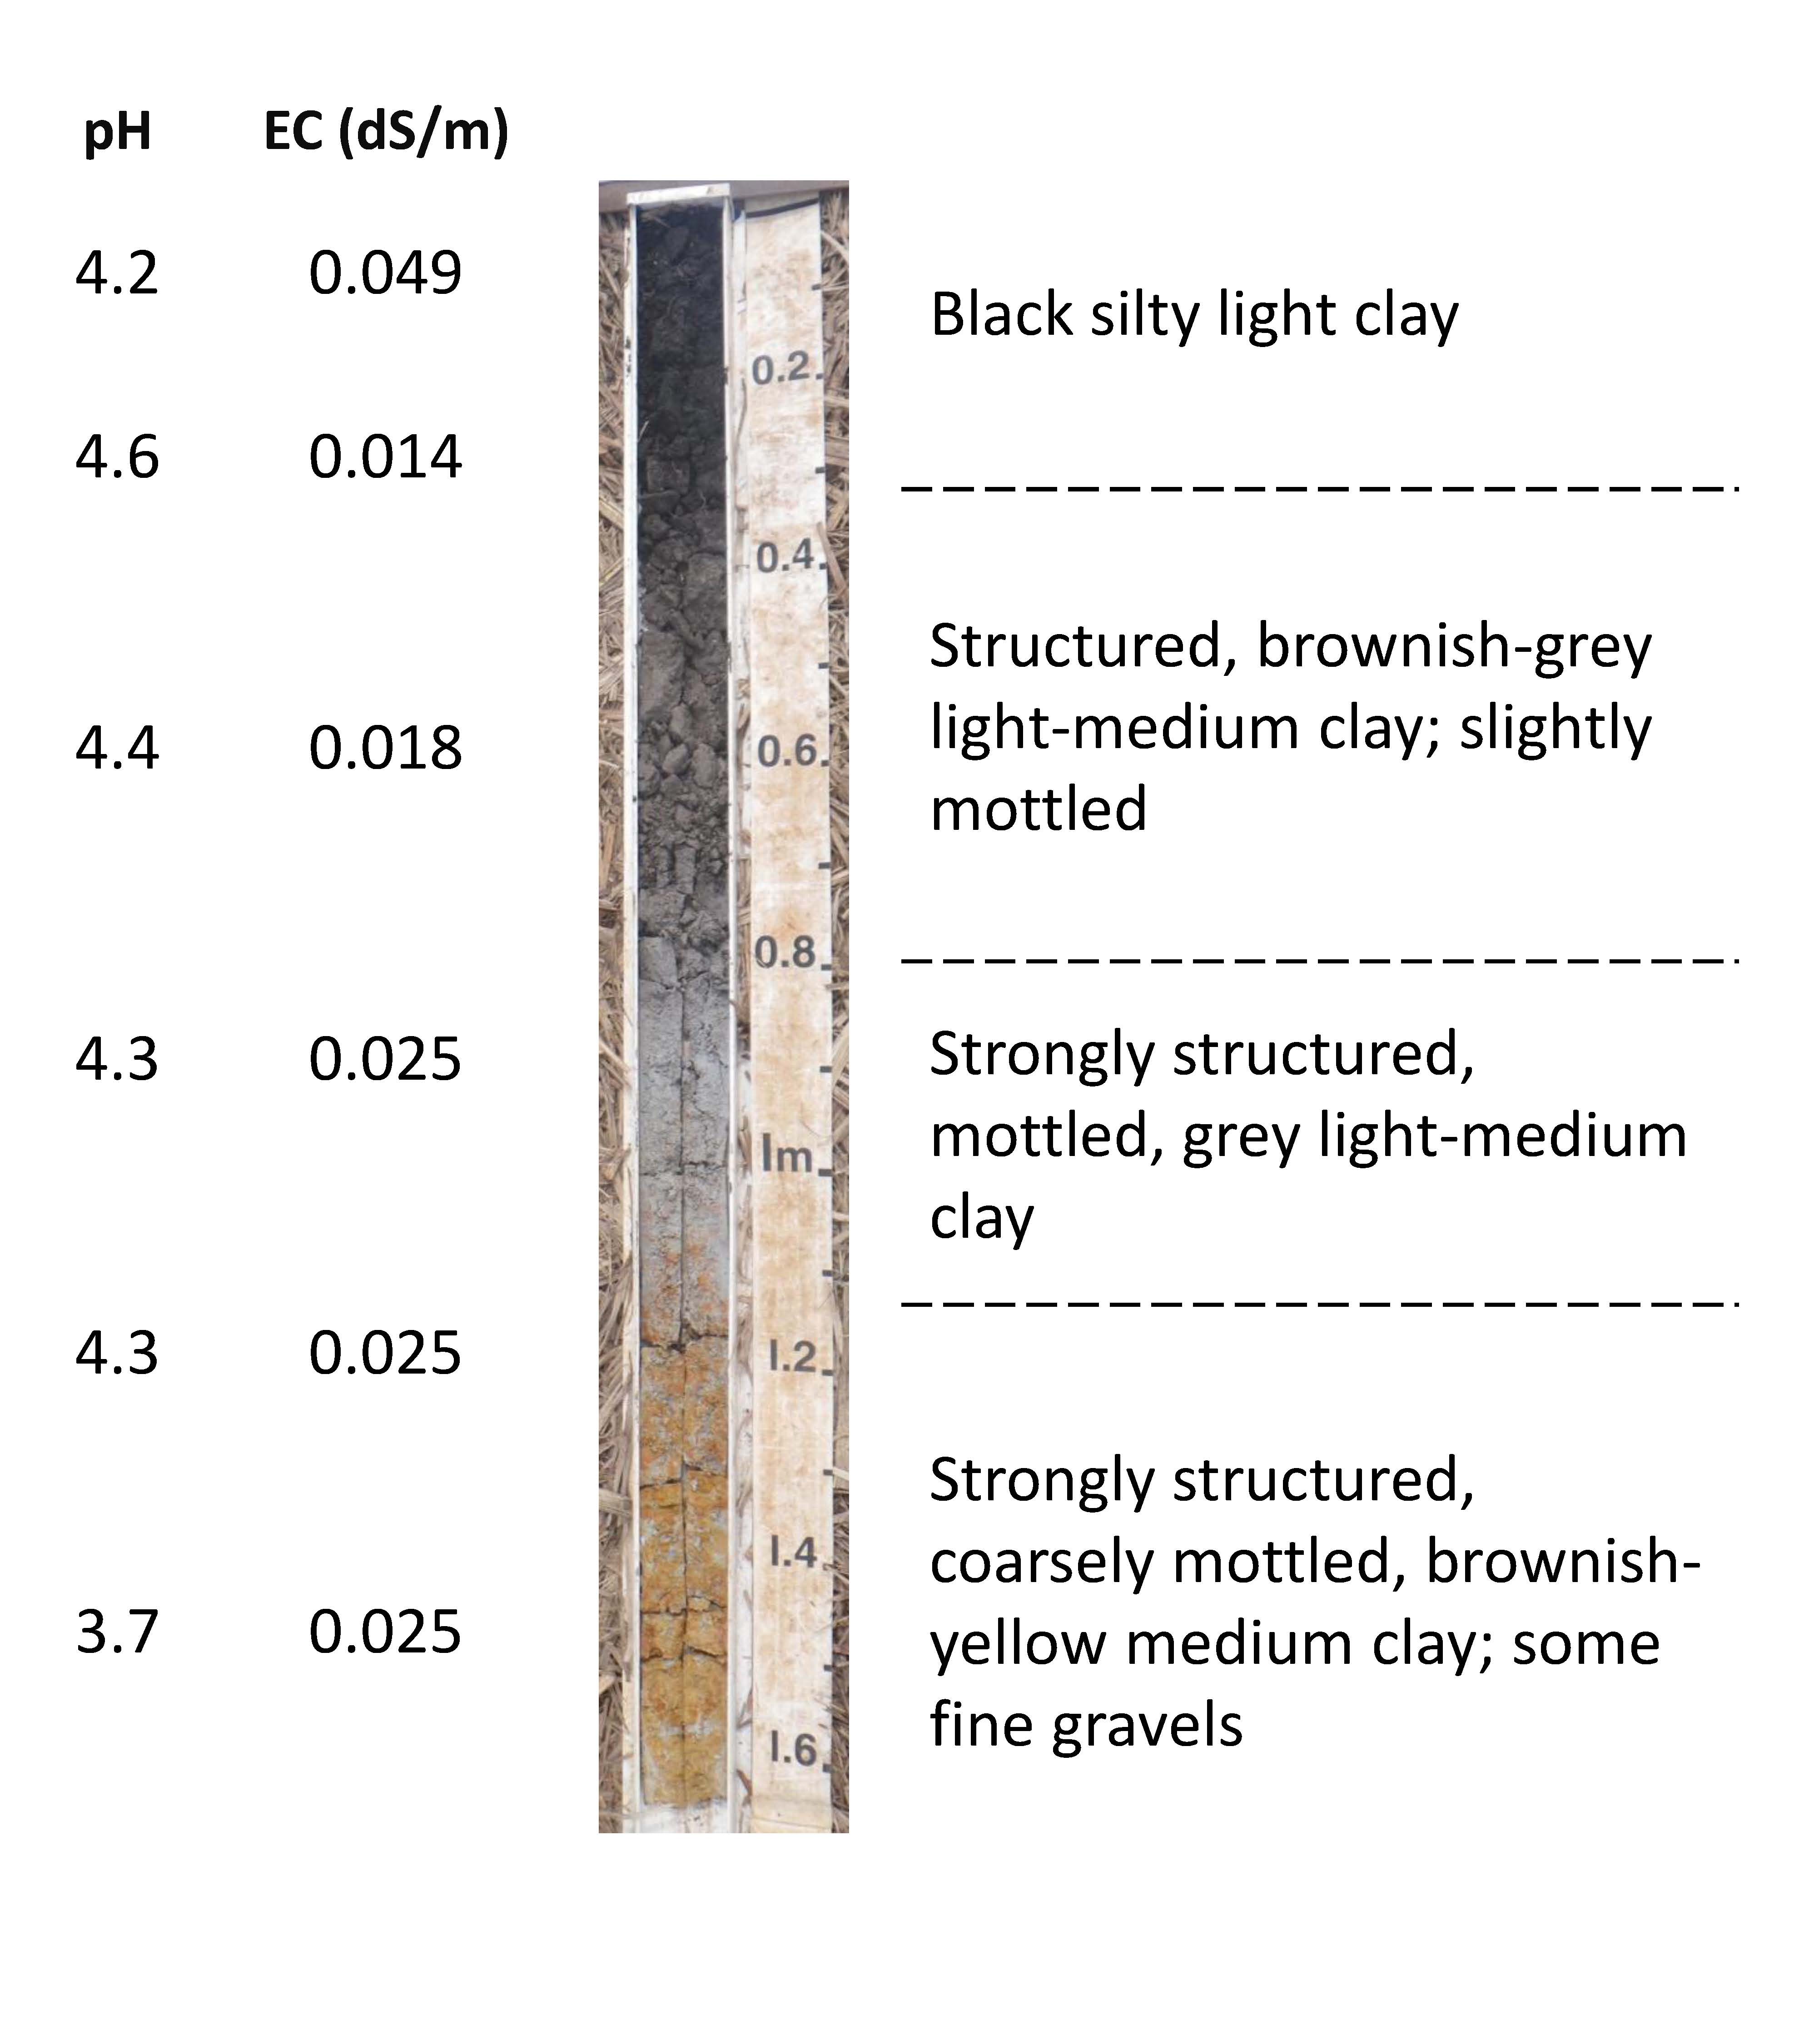 pH EC (dS/m)
4.2 0.049
Black silty light clay
0.2
4.6 0.014
0.4
Structured, brownish-grey
light-medium clay; slightly
mottled
4.4 0.018
0.6
0.8
4.3 0.025
Strongly structured,
mottled, grey light-medium
clay
1m
4.3 0.025
1.2
Strongly structured,
coarsely mottled, brownish-
yellow medium clay; some
fine gravels
1.4
3.7 0.025
1.6